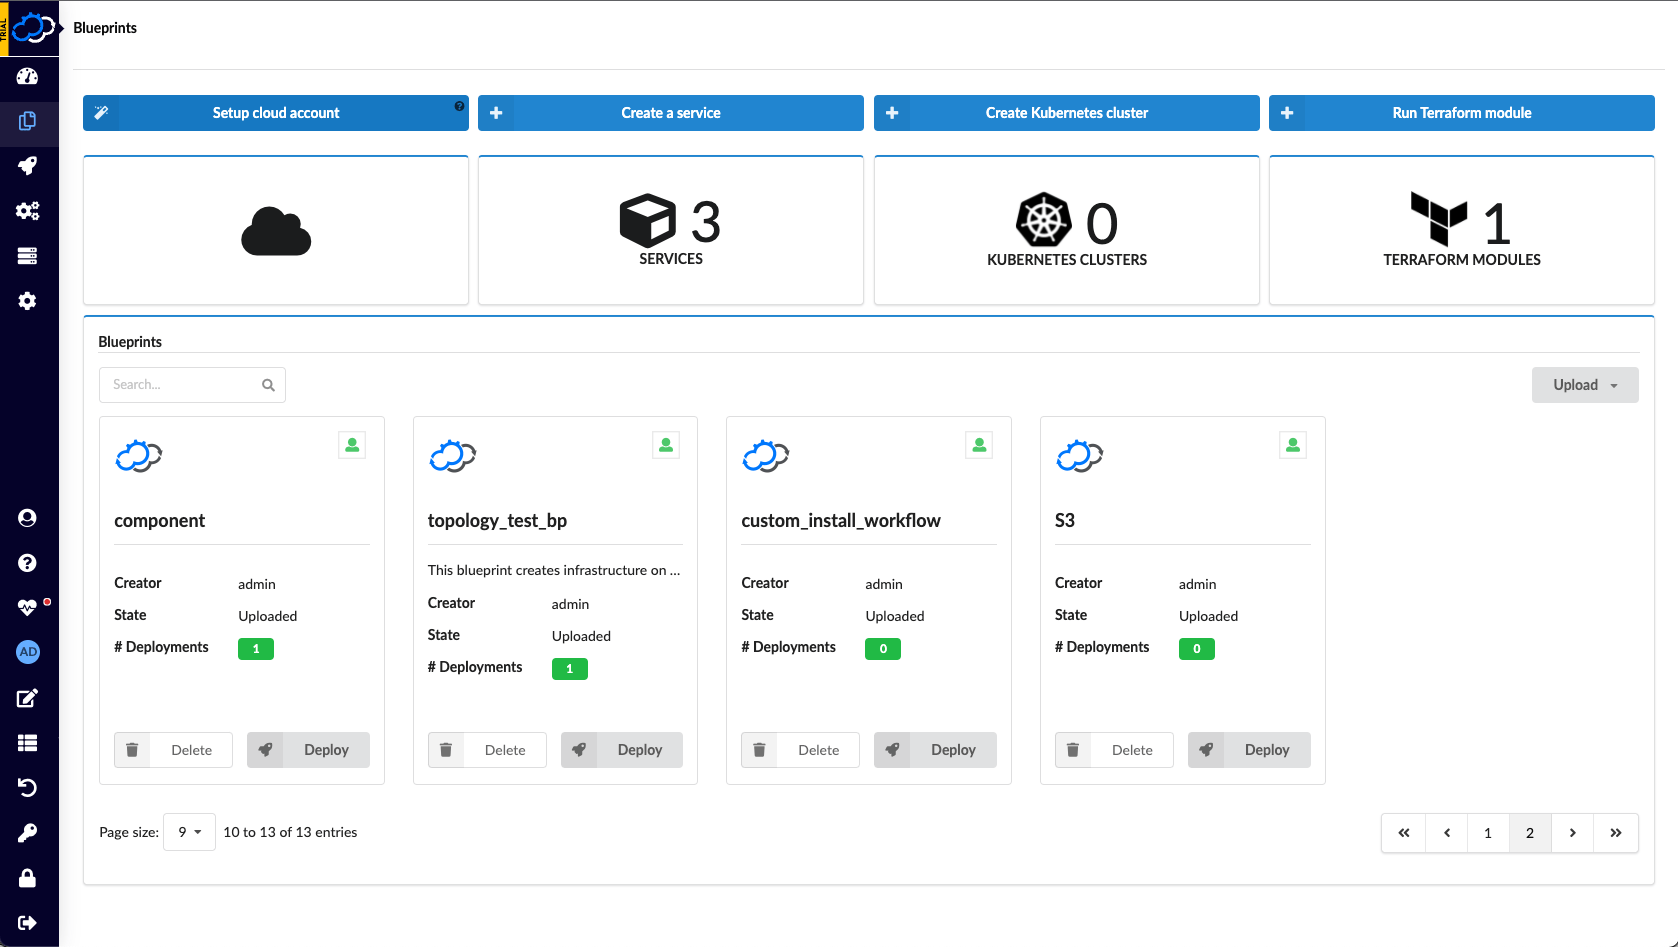 TRIAL
Blueprints
Setup cloud account
Create a service
Create Kubernetes cluster
Run Terraform module
3
SERVICES
0
KUBERNETES CLUSTERS
1
TERRAFORM MODULES
Blueprints
Search...
Upload
component
Creator admin
State Uploaded
# Deployments 1
Delete
Deploy
topology_test_bp
This blueprint creates infrastructure on ...
Creator admin
State Uploaded
# Deployments 1
Delete
Deploy
custom_install_workflow
Creator admin
State Uploaded
# Deployments 0
Delete
Deploy
S3
Creator admin
State Uploaded
# Deployments 0
Delete
Deploy
AD
Page size: 9 10 to 13 of 13 entries
« ‹ 1 2 › »